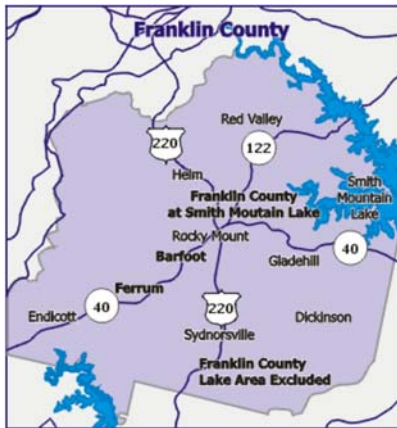 Franklin County
Red Valley
220
122
Helm
Smith
Mountain
Lake
Franklin County
at Smith Moutain Lake
Rocky Mount
40
Barfoot
Gladehill
Ferrum
40
Endicott
220
Dickinson
Sydnorsville
Franklin County
Lake Area Excluded